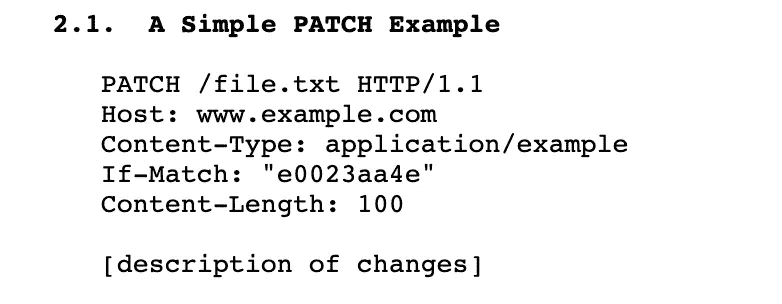 2.1. A Simple PATCH Example
PATCH /file.txt HTTP/1.1
Host: www.example.com
Content-Type: application/example
If-Match: "e0023aa4e"
Content-Length: 100
[description of changes]